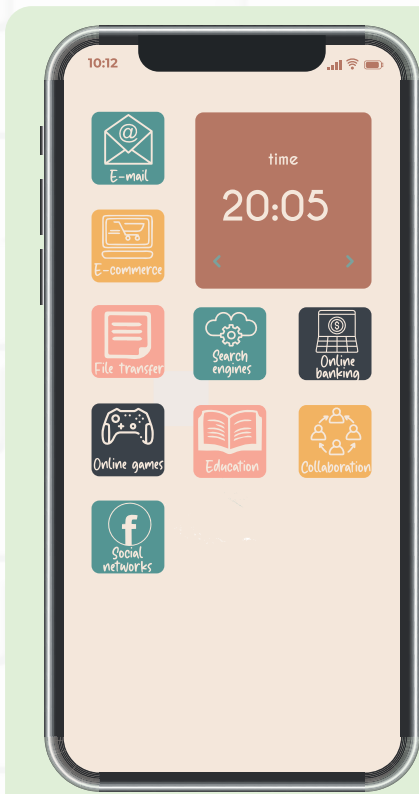 10:12
E-mail
time
20:05
E-commerce
File transfer
Search
engines
Online
banking
Online games
Education
Collaboration
Social
networks